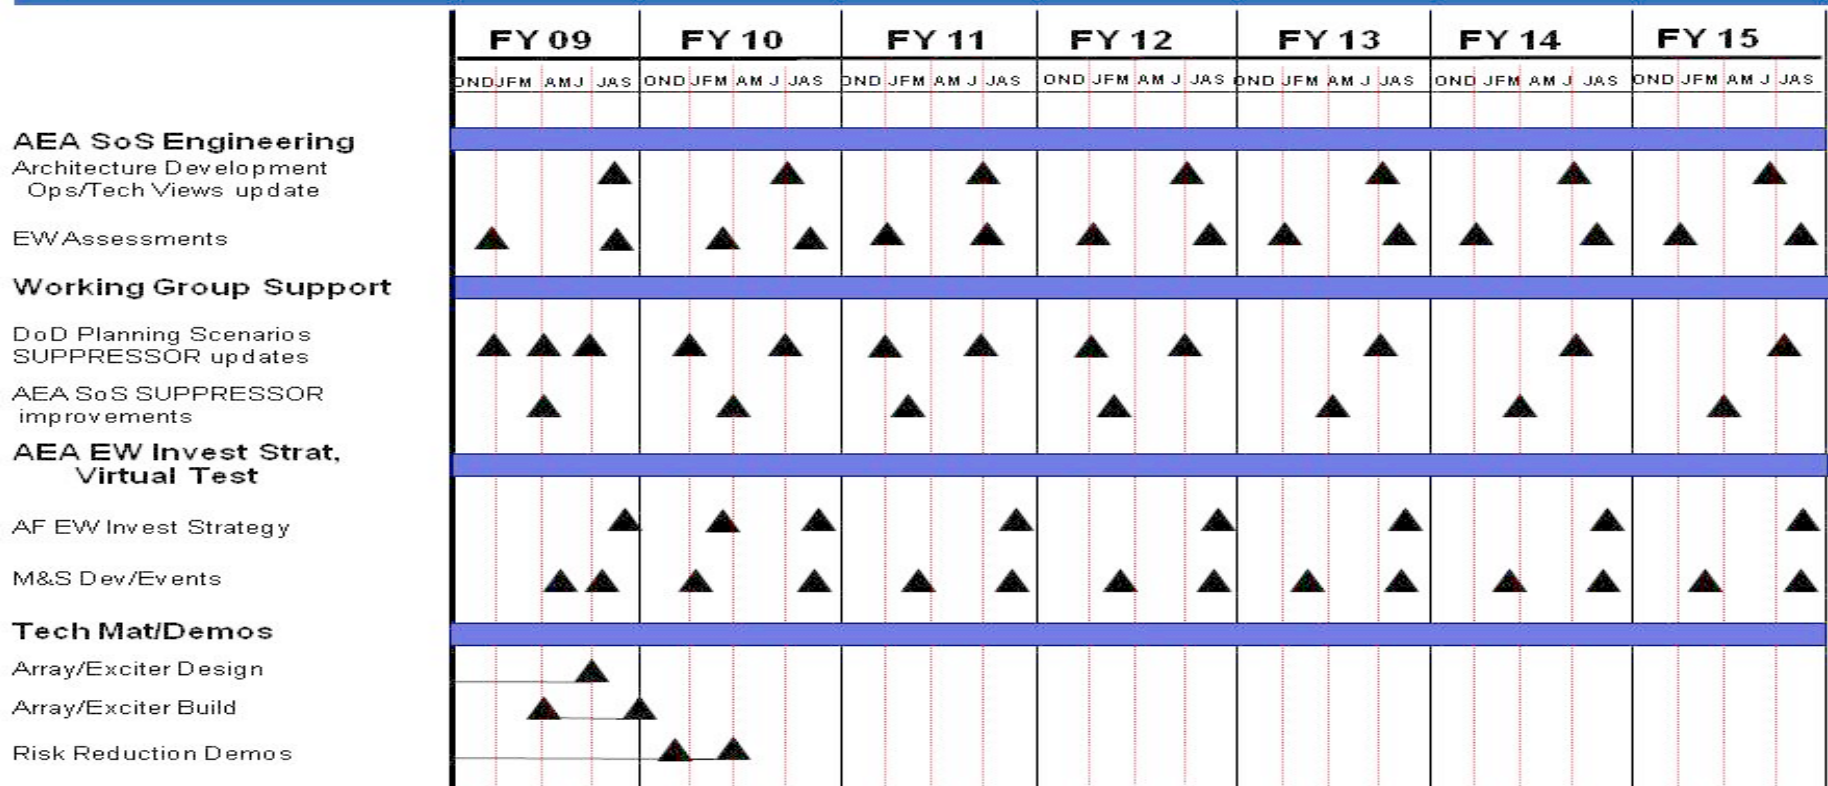 FY 09 FY 10 FY 11 FY 12 FY 13 FY 14 FY 15
OND JFM AMJ JAS OND JFM AM J JAS OND JFM AM J JAS OND JFM AM J JAS OND JFM AM J JAS OND JFM AM J JAS OND JFM AM J JAS
AEA SoS Engineering
Architecture Development
Ops/Tech Views update
EW Assessments
Working Group Support
DoD Planning Scenarios
SUPPRESSOR updates
AEA SoS SUPPRESSOR
improvements
AEA EW Invest Strat,
Virtual Test
AF EW Invest Strategy
M&S Dev/Events
Tech Mat/Demos
Array/Exciter Design
Array/Exciter Build
Risk Reduction Demos